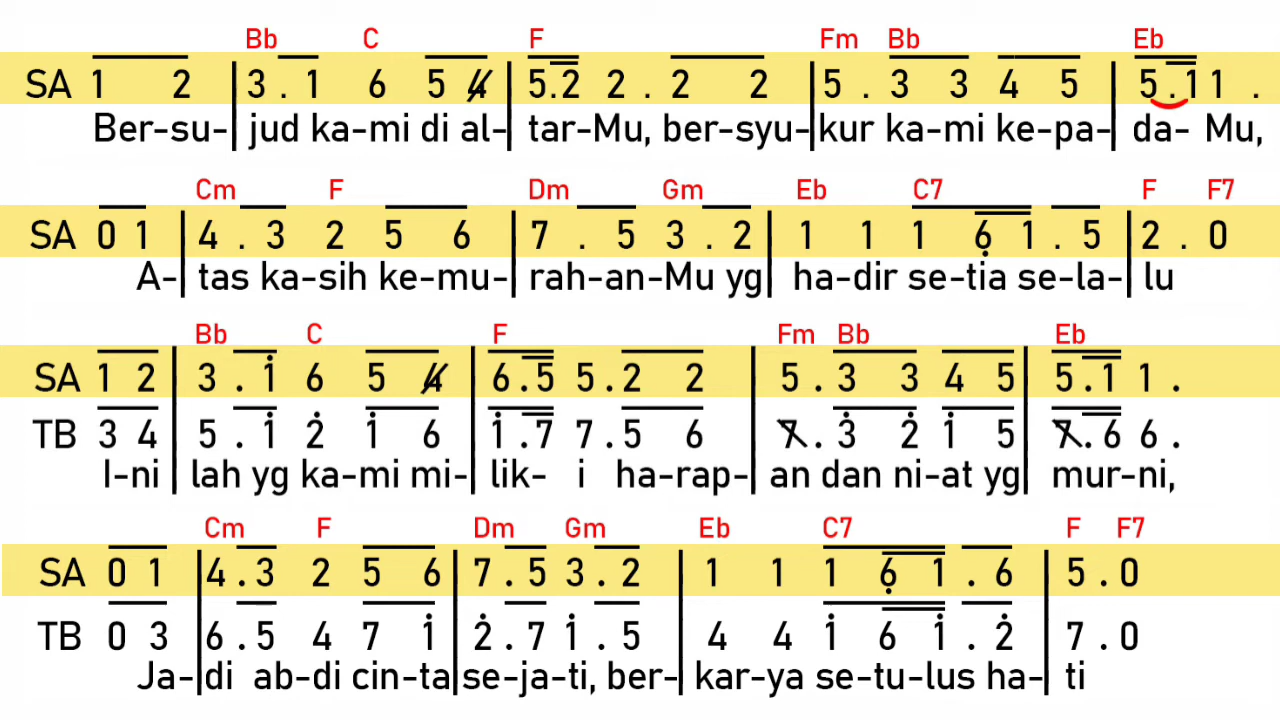 Bb C F Fm Bb Eb
SA 1 2 | 3 . 1 6 5 4̸ | 5 . 2 2 . 2 2 | 5 . 3 3 4 5 | 5 . 1 1 .
Ber-su-| jud ka-mi di al-| tar-Mu, ber-syu-| kur ka-mi ke-pa-| da- Mu,
Cm F Dm Gm Eb C7 F F7
SA 0 1 | 4 . 3 2 5 6 | 7 . 5 3 . 2 | 1 1 1 6̣ 1 . 5 | 2 . 0
A-| tas ka-sih ke-mu-| rah-an-Mu yg | ha-dir se-tia se-la-| lu
Bb C F Fm Bb Eb
SA 1 2 | 3 . 1̇ 6 5 4̸ | 6 . 5 5 . 2 2 | 5 . 3 3 4 5 | 5 . 1 1 .
TB 3 4 | 5 . 1̇ 2̇ 1̇ 6 | 1̇ . 7 7 . 5 6 | 7̸ . 3̇ 2̇ 1̇ 5 | 7̸ . 6 6 .
I-ni | lah yg ka-mi mi-| lik- i ha-rap-| an dan ni-at yg | mur-ni,
Cm F Dm Gm Eb C7 F F7
SA 0 1 | 4 . 3 2 5 6 | 7 . 5 3 . 2 | 1 1 1 6̣ 1 . 6 | 5 . 0
TB 0 3 | 6 . 5 4 7 1̇ | 2̇ . 7 1̇ . 5 | 4 4 1̇ 6 1̇ . 2̇ | 7 . 0
Ja-| di ab-di cin-ta | se-ja-ti, ber-| kar-ya se-tu-lus ha-| ti